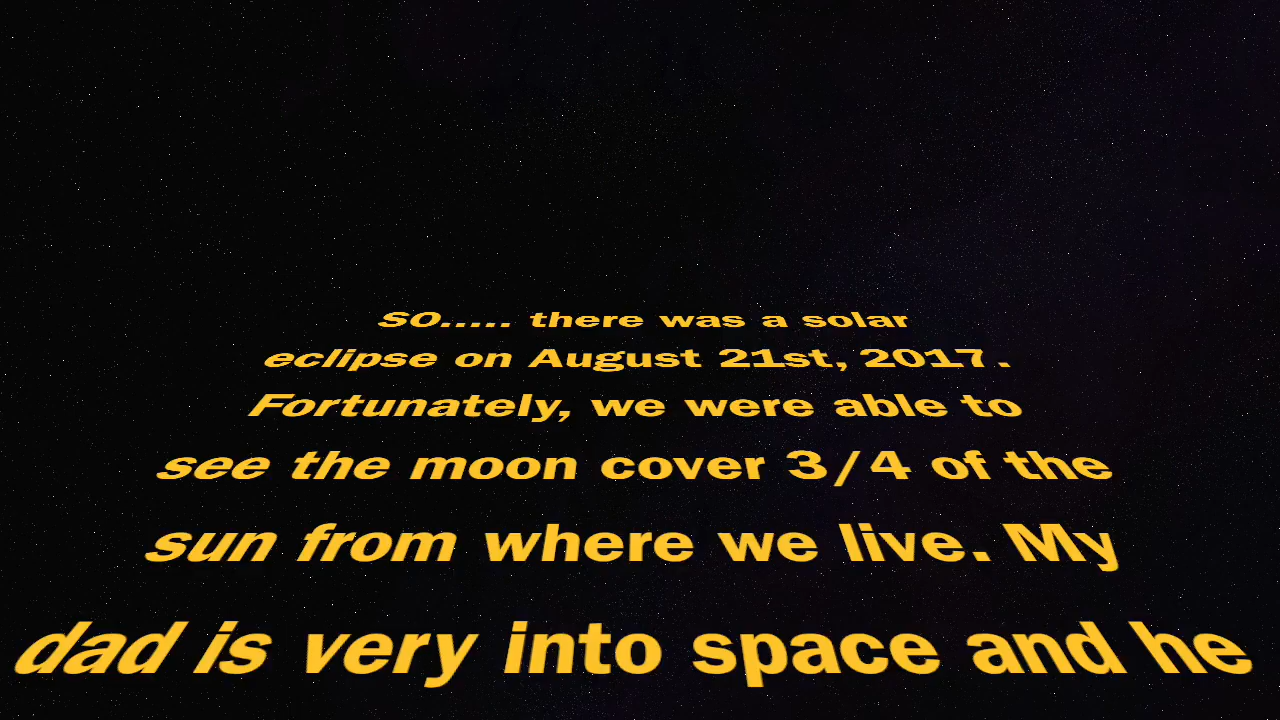 SO..... there was a solar
eclipse on August 21st, 2017.
Fortunately, we were able to
see the moon cover 3/4 of the
sun from where we live. My
dad is very into space and he